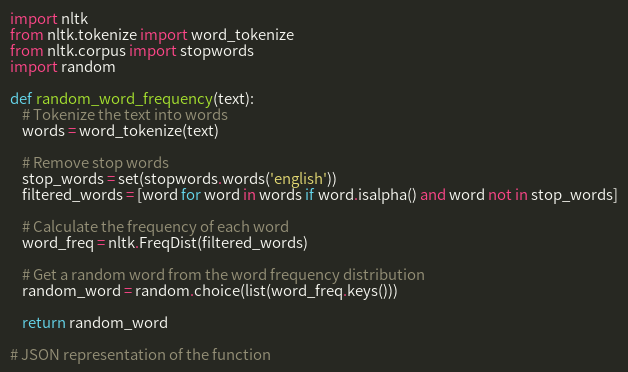 import nltk
from nltk.tokenize import word_tokenize
from nltk.corpus import stopwords
import random

def random_word_frequency(text):
    # Tokenize the text into words
    words = word_tokenize(text)

    # Remove stop words
    stop_words = set(stopwords.words('english'))
    filtered_words = [word for word in words if word.isalpha() and word not in stop_words]

    # Calculate the frequency of each word
    word_freq = nltk.FreqDist(filtered_words)

    # Get a random word from the word frequency distribution
    random_word = random.choice(list(word_freq.keys()))

    return random_word

# JSON representation of the function